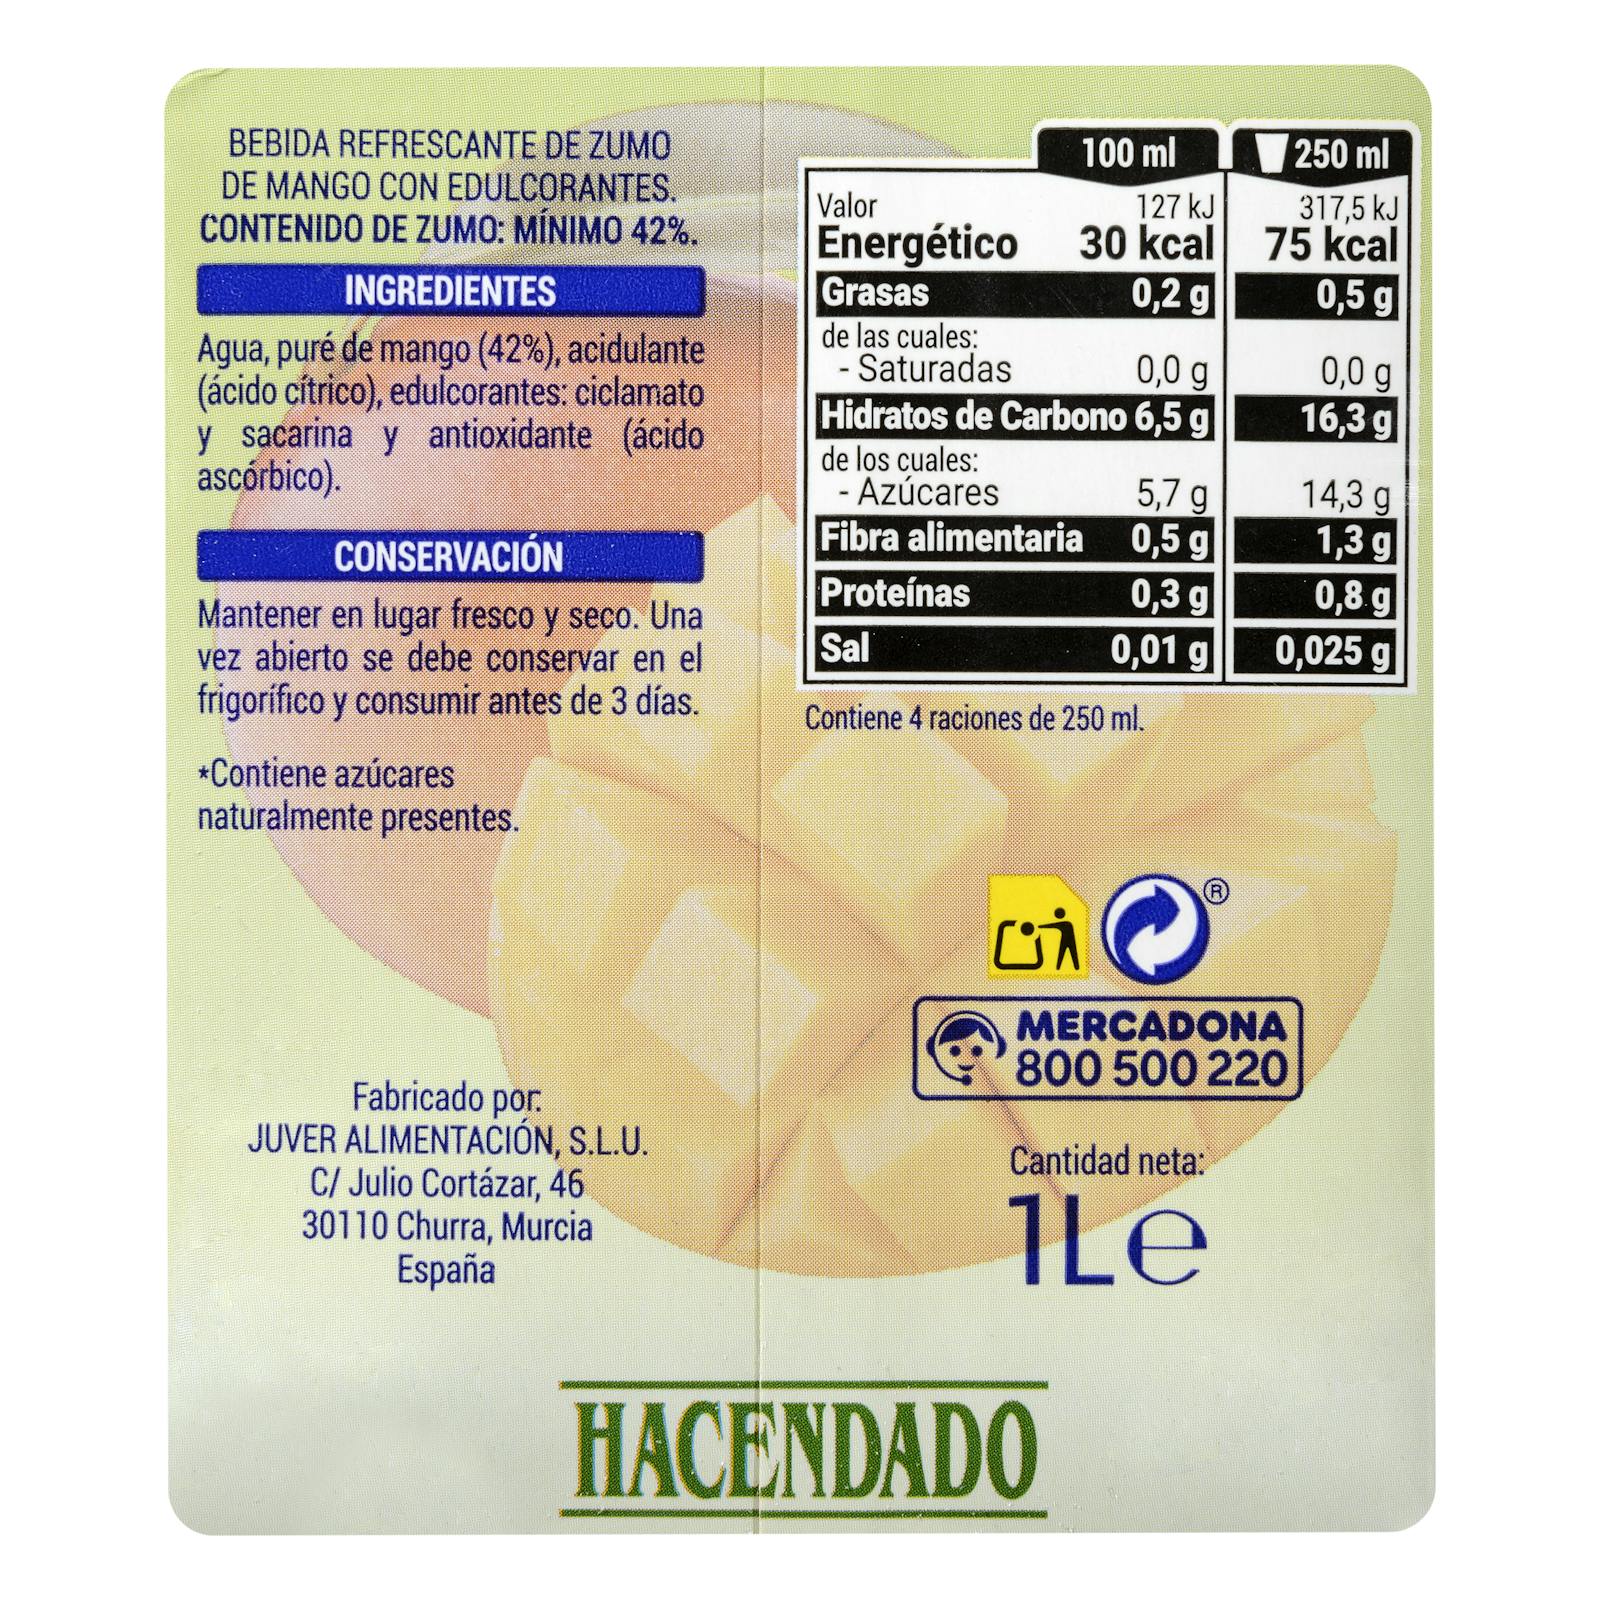 BEBIDA REFRESCANTE DE ZUMO
DE MANGO CON EDULCORANTES.
CONTENIDO DE ZUMO: MÍNIMO 42%.
INGREDIENTES
Agua, puré de mango (42%), acidulante
(ácido cítrico), edulcorantes: ciclamato
y sacarina y antioxidante (ácido
ascórbico).
CONSERVACIÓN
Mantener en lugar fresco y seco. Una
vez abierto se debe conservar en el
frigorífico y consumir antes de 3 días.
*Contiene azúcares
naturalmente presentes.
Fabricado por:
JUVER ALIMENTACIÓN, S.L.U.
C/ Julio Cortázar, 46
30110 Churra, Murcia
España
100 ml 250 ml
Valor 127 kJ 317,5 kJ
Energético 30 kcal 75 kcal
Grasas 0,2 g 0,5 g
de las cuales:
- Saturadas 0,0 g 0,0 g
Hidratos de Carbono 6,5 g 16,3 g
de los cuales:
- Azúcares 5,7 g 14,3 g
Fibra alimentaria 0,5 g 1,3 g
Proteínas 0,3 g 0,8 g
Sal 0,01 g 0,025 g
Contiene 4 raciones de 250 ml.
®
MERCADONA
800 500 220
Cantidad neta:
1L e
HACENDADO